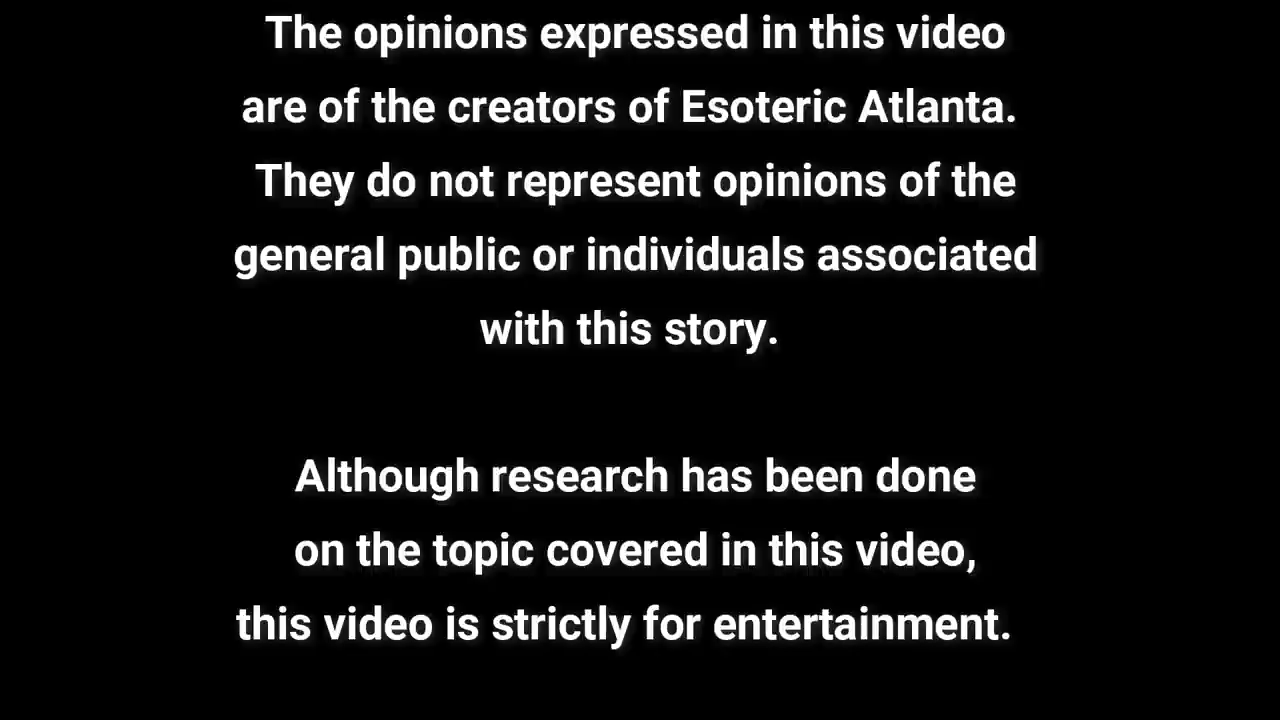 The opinions expressed in this video
are of the creators of Esoteric Atlanta.
They do not represent opinions of the
general public or individuals associated
with this story.
Although research has been done
on the topic covered in this video,
this video is strictly for entertainment.